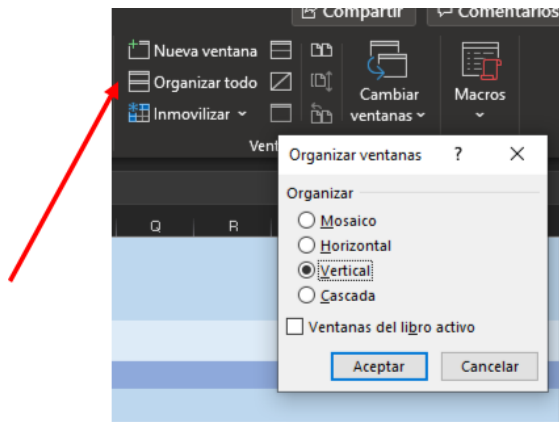 Compartir Comentarios
Nueva ventana
Organizar todo
Inmovilizar
Cambiar
ventanas
Macros
Organizar ventanas ? X
Organizar
Mosaico
Horizontal
Vertical
Cascada
Ventanas del libro activo
Aceptar Cancelar
Q R